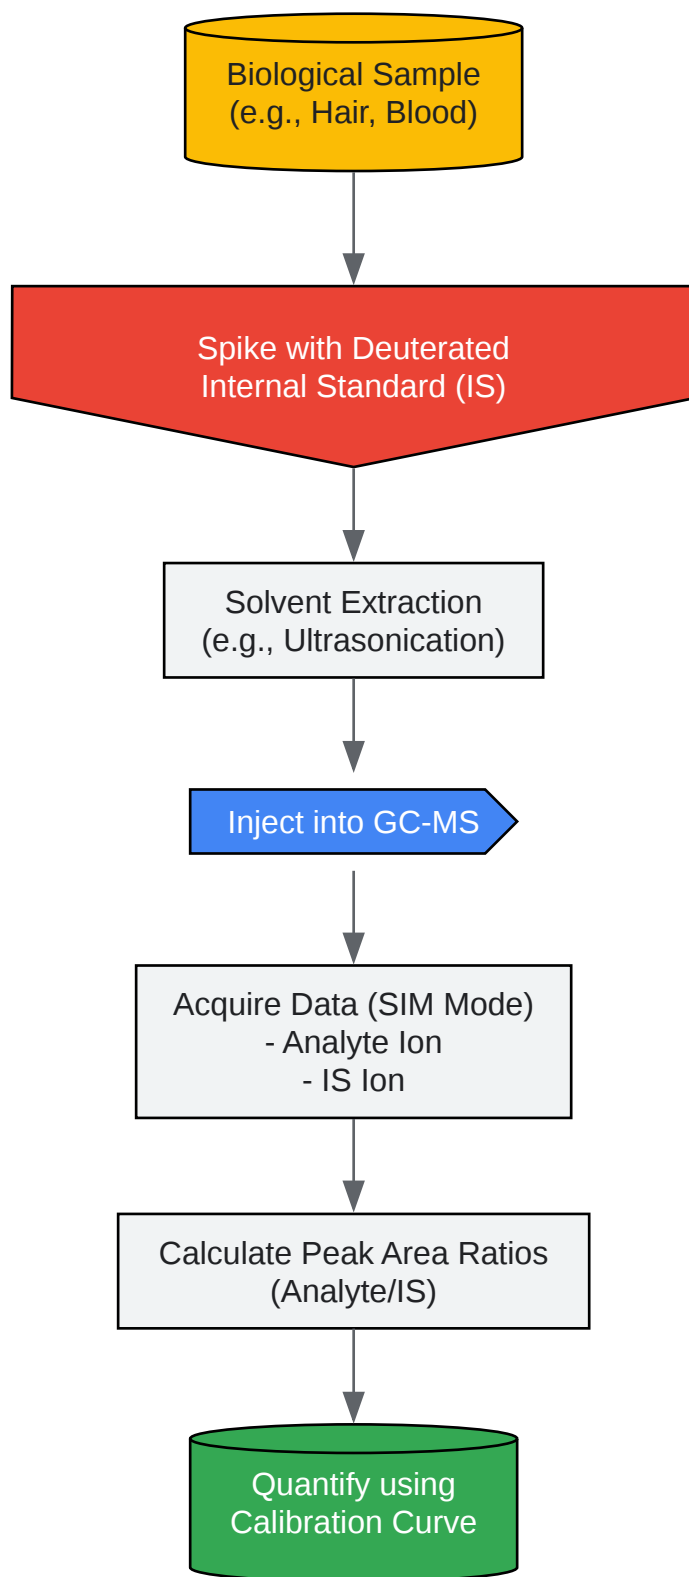 Biological Sample
(e.g., Hair, Blood)
Spike with Deuterated
Internal Standard (IS)
Solvent Extraction
(e.g., Ultrasonication)
Inject into GC-MS
Acquire Data (SIM Mode)
- Analyte Ion
- IS Ion
Calculate Peak Area Ratios
(Analyte/IS)
Quantify using
Calibration Curve